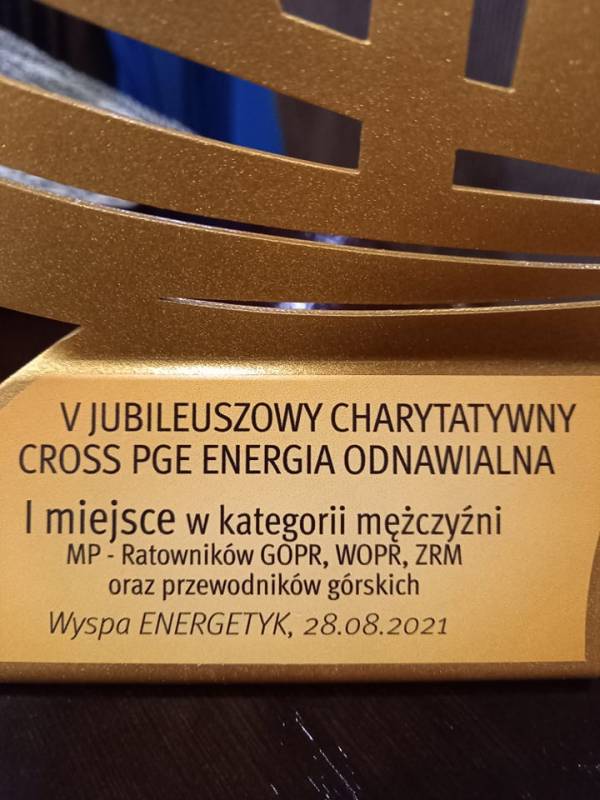 V JUBILEUSZOWY CHARYTATYWNY
CROSS PGE ENERGIA ODNAWIALNA
I miejsce w kategorii mężczyźni
MP - Ratowników GOPR, WOPR, ZRM
oraz przewodników górskich
Wyspa ENERGETYK, 28.08.2021